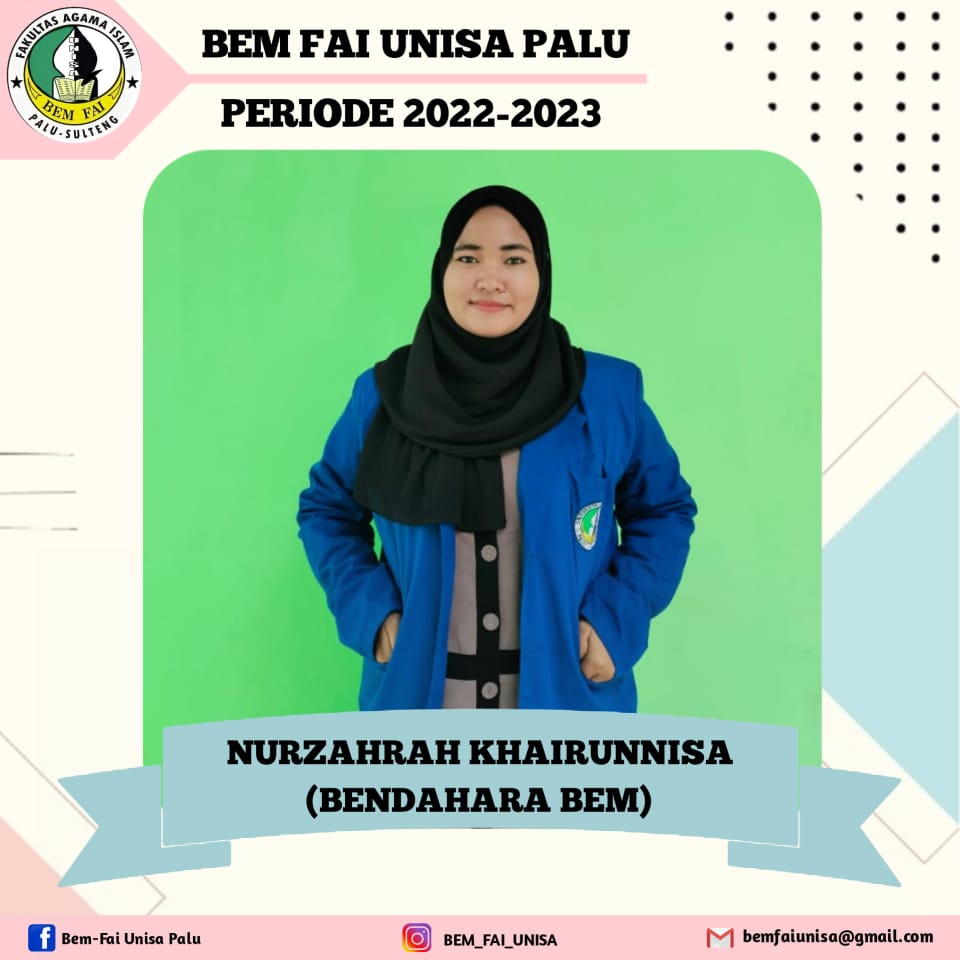 FAKULTAS AGAMA ISLAM
BEM FAI
PALU-SULTENG
BEM FAI UNISA PALU
PERIODE 2022-2023
NURZAHRAH KHAIRUNNISA
(BENDAHARA BEM)
Bem-Fai Unisa Palu
BEM_FAI_UNISA
bemfaiunisa@gmail.com